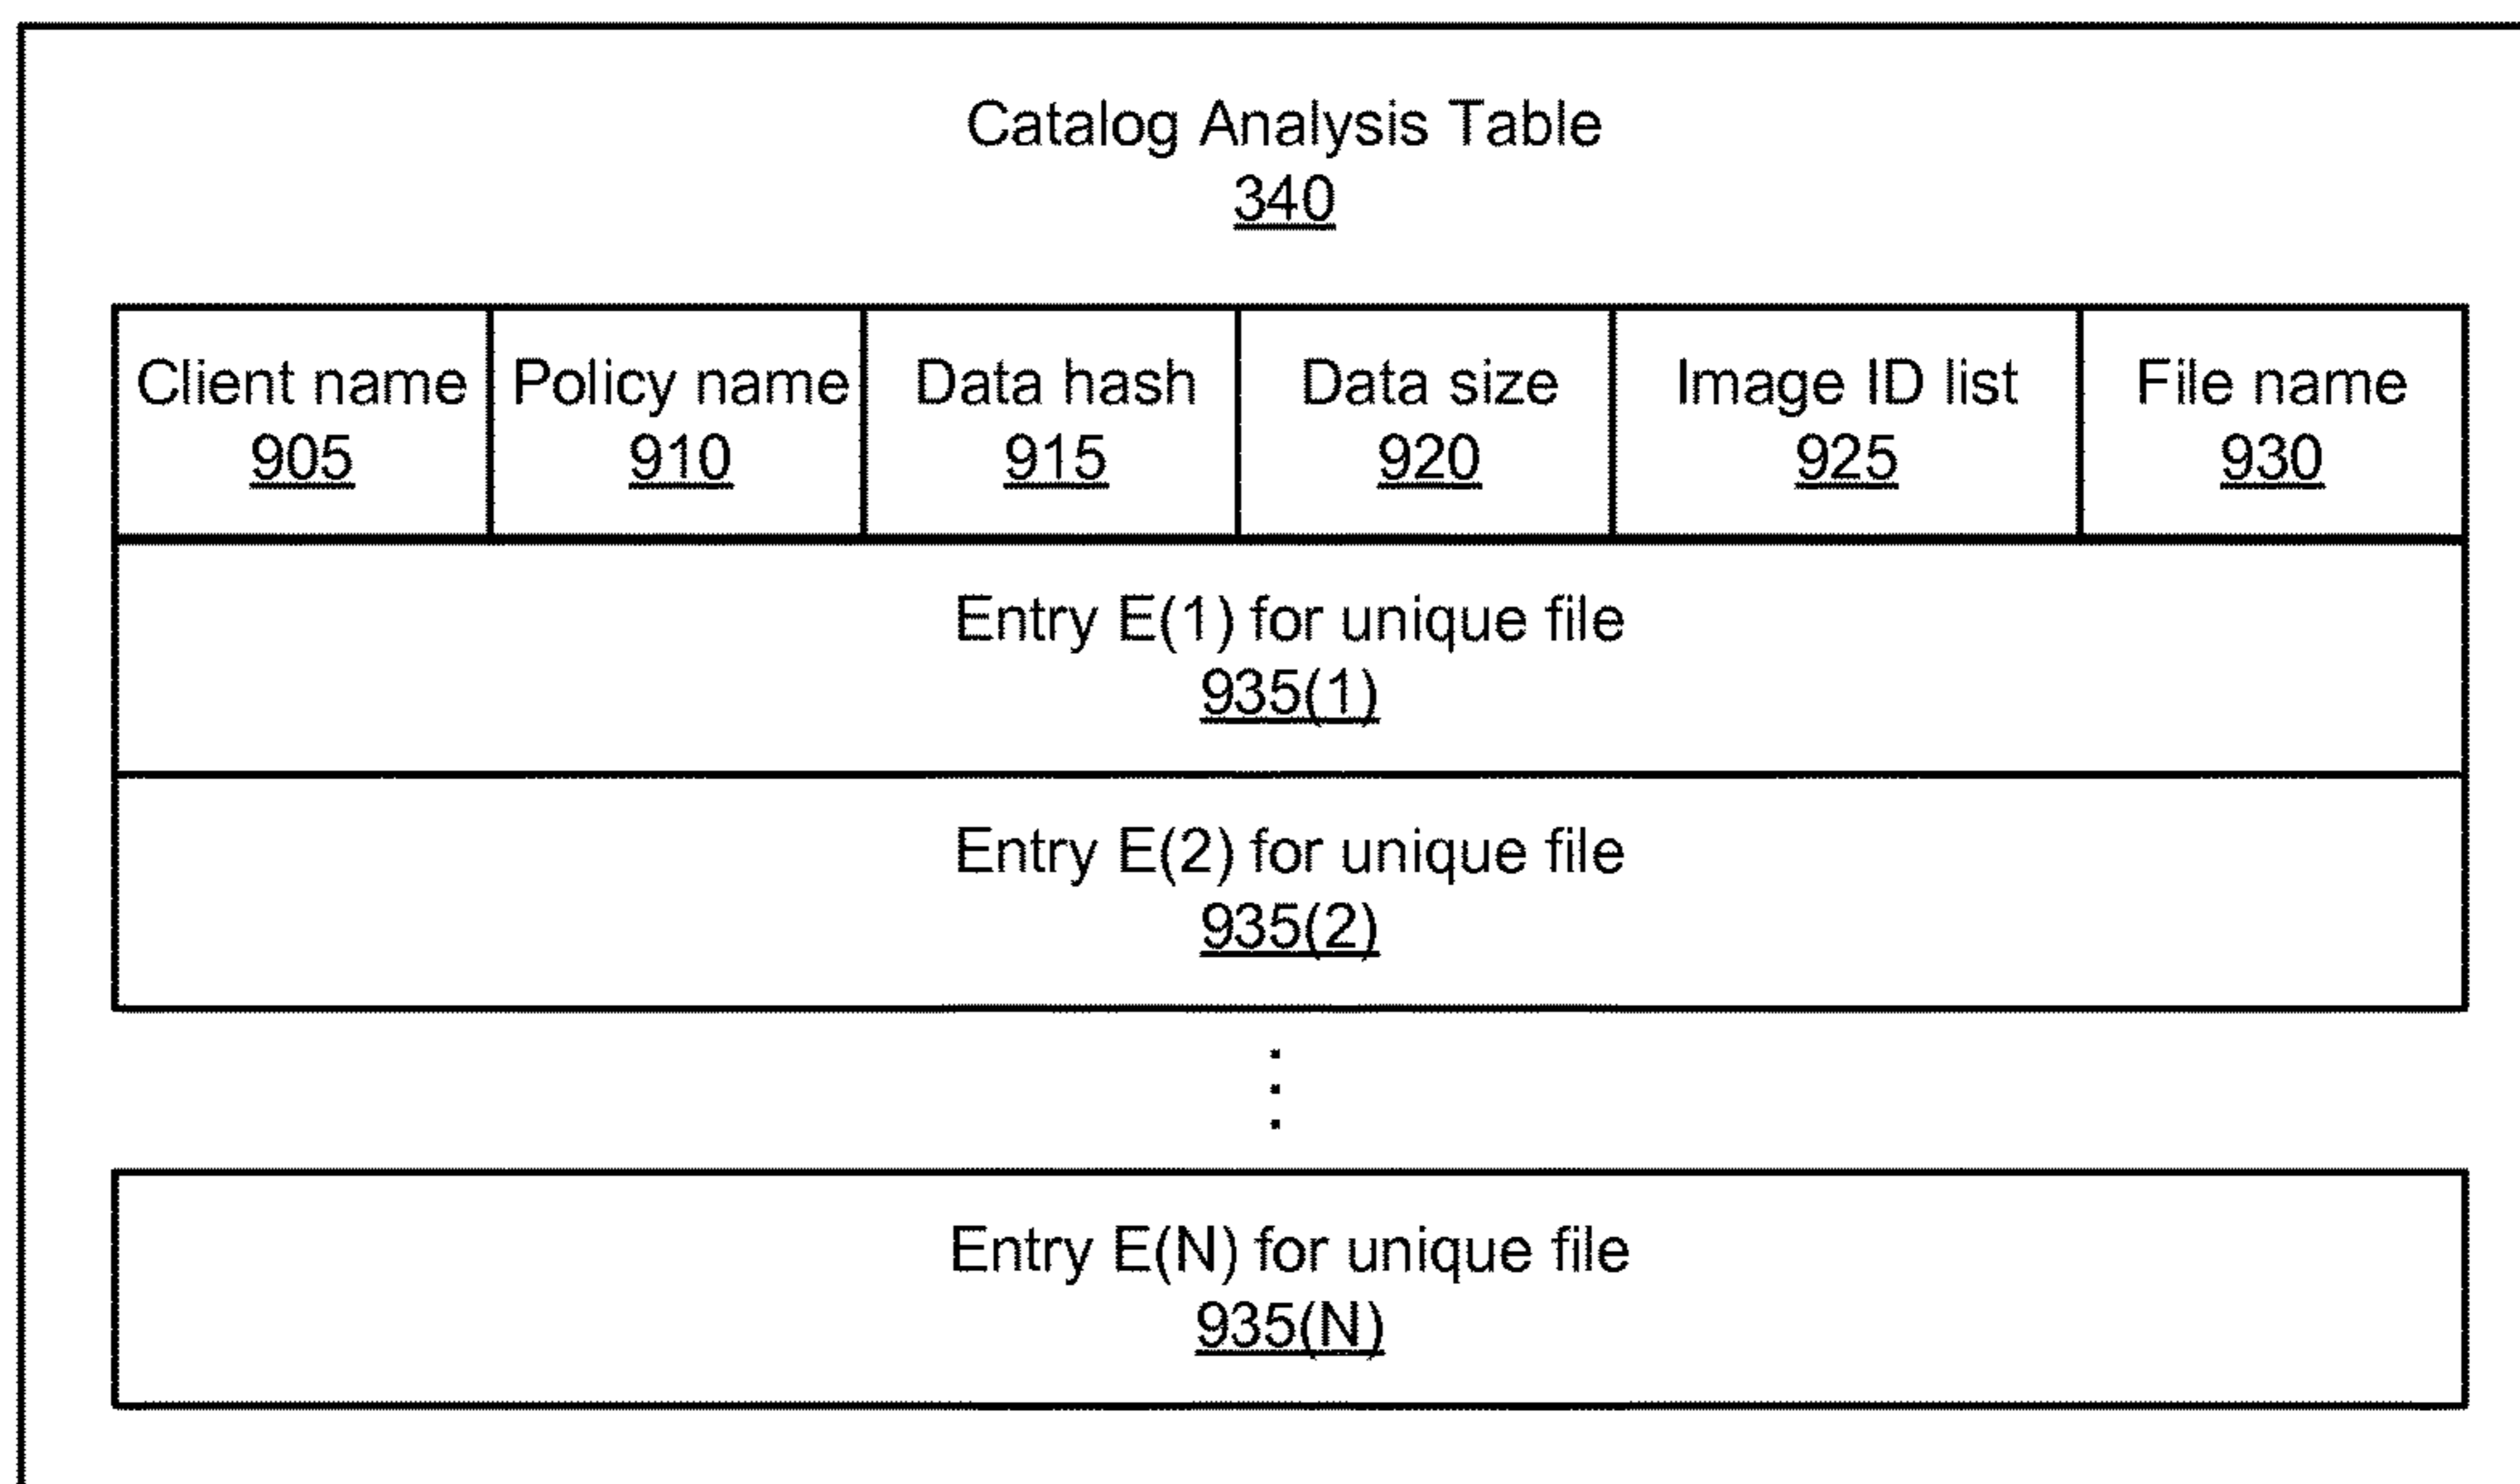 Catalog Analysis Table
340
Client name Policy name Data hash Data size Image ID list File name
905 910 915 920 925 930
Entry E(1) for unique file
935(1)
Entry E(2) for unique file
935(2)
Entry E(N) for unique file
935(N)